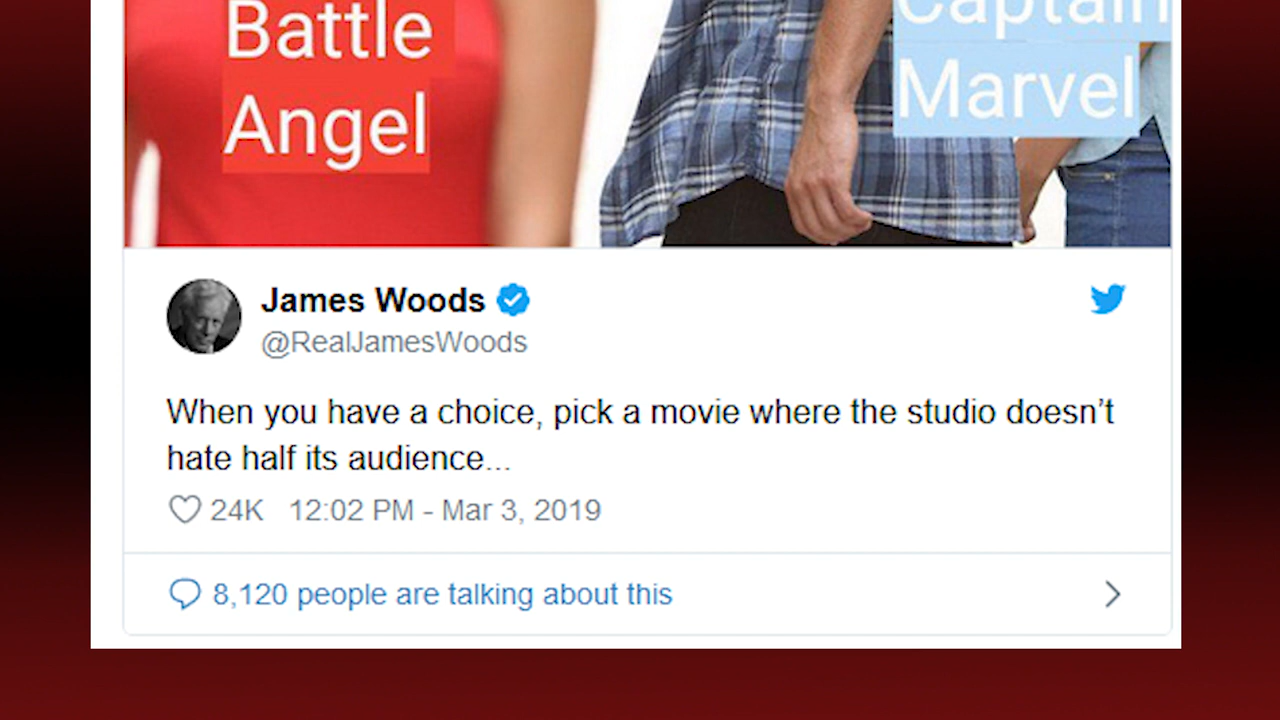 Battle
Angel
Captain
Marvel
James Woods
@RealJamesWoods
When you have a choice, pick a movie where the studio doesn’t
hate half its audience...
24K 12:02 PM - Mar 3, 2019
8,120 people are talking about this